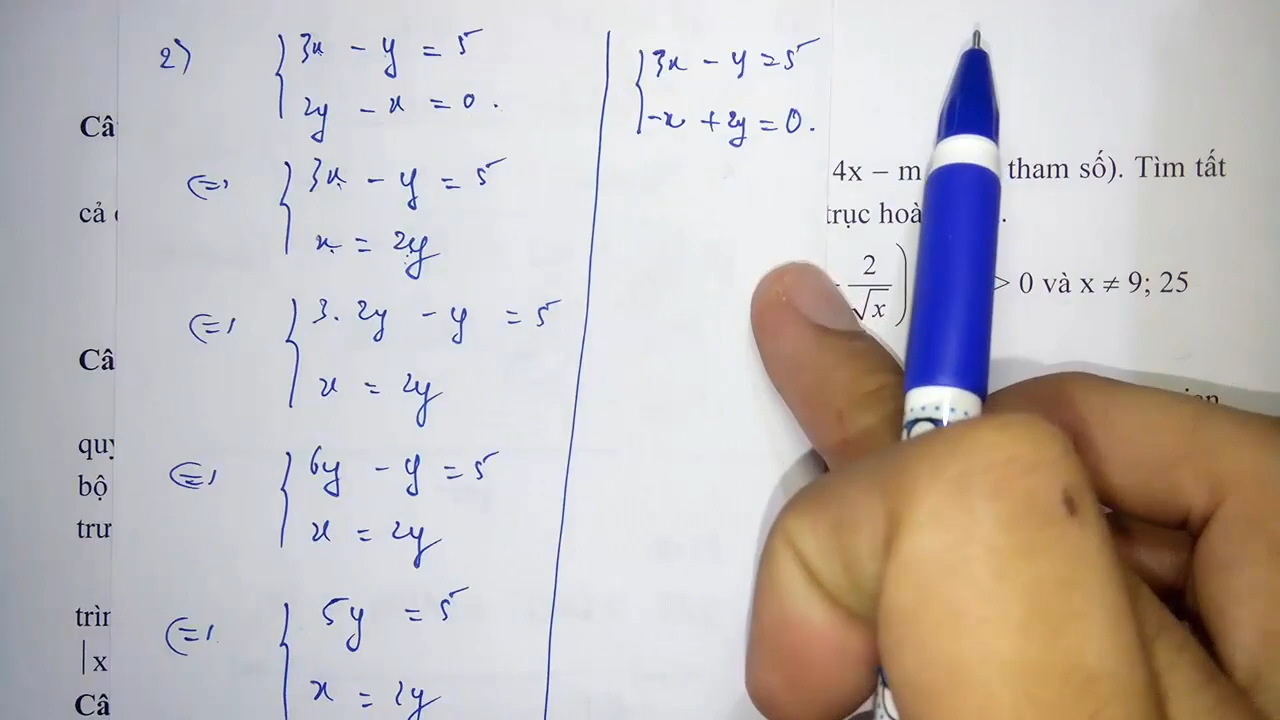 2) { 3x - y = 5
2y - x = 0.
(=) { 3x - y = 5
x = 2y
(=) { 3. 2y - y = 5
x = 2y
(=) { 6y - y = 5
x = 2y
(=) { 5y = 5
x = 2y
{ 3x - y = 5
-x + 2y = 0.
Câ
4x – m
tham số). Tìm tất
cả
trục hoà
.
2
√x )
> 0 và x ≠ 9; 25
Câ
quy
bộ
trư
trìn
|x
Câ